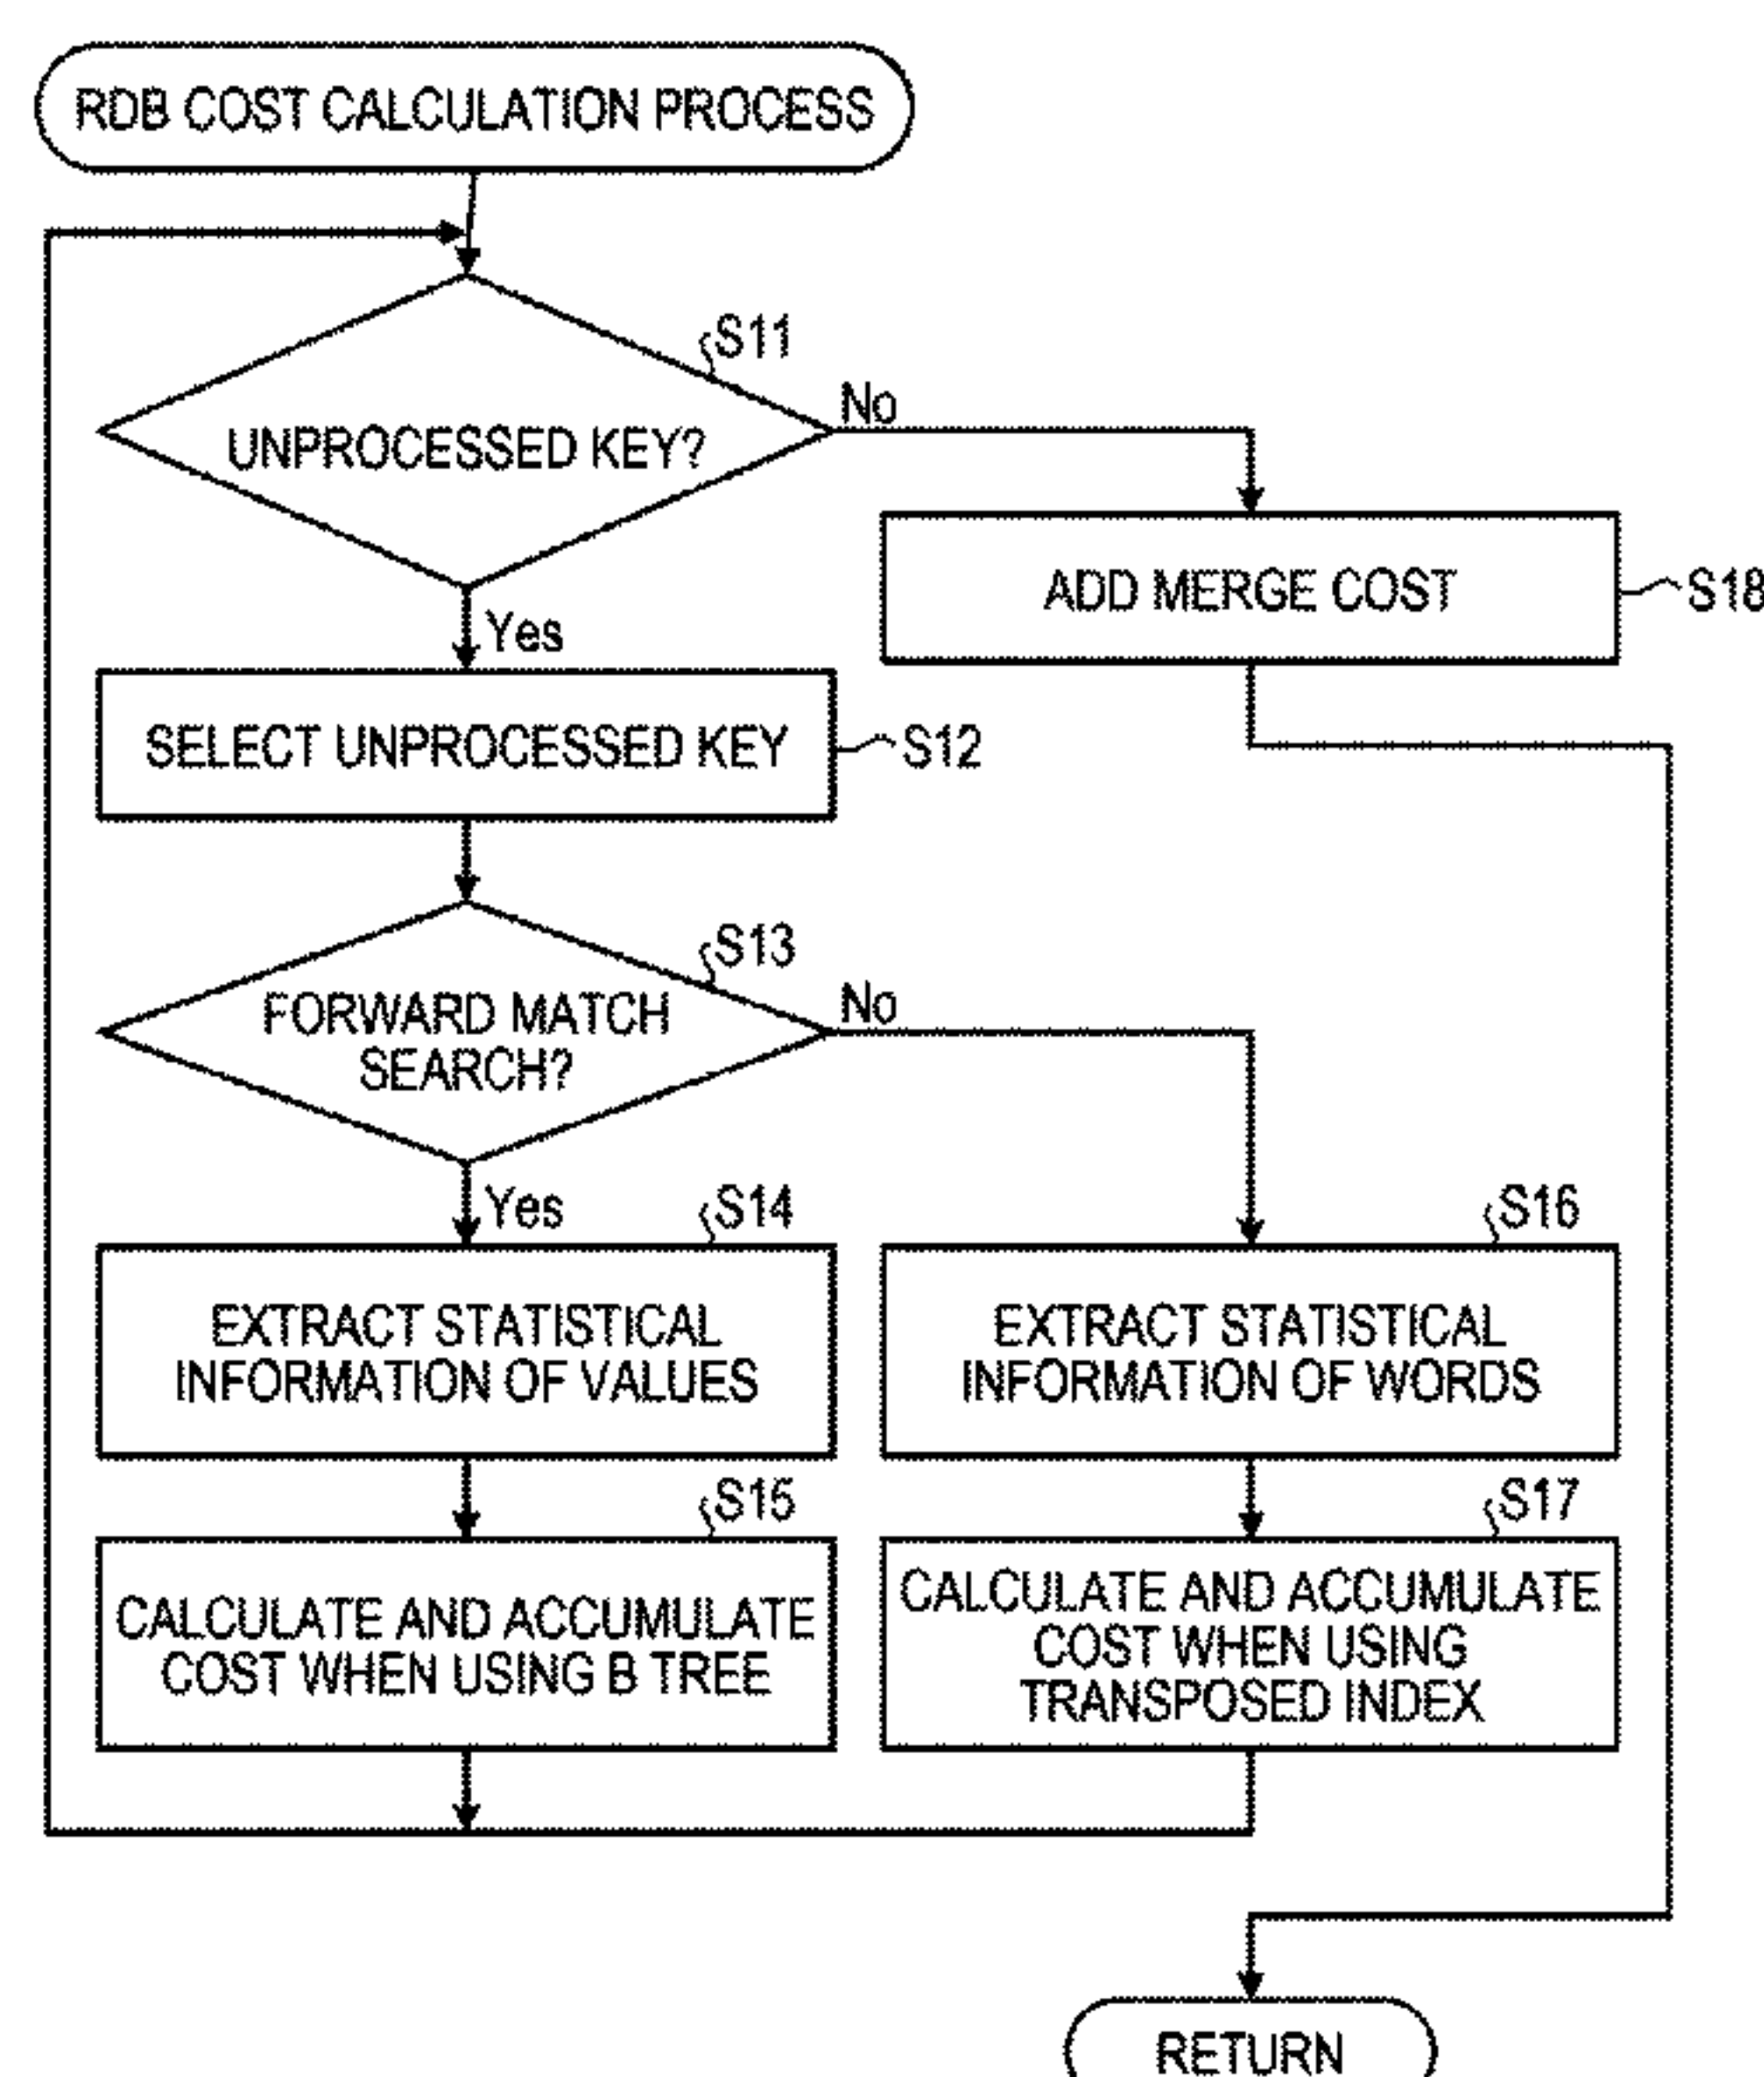 RDB COST CALCULATION PROCESS
S11
UNPROCESSED KEY?
No
Yes
ADD MERGE COST
S18
SELECT UNPROCESSED KEY
S12
S13
FORWARD MATCH
SEARCH?
No
Yes
S14
EXTRACT STATISTICAL
INFORMATION OF VALUES
S16
EXTRACT STATISTICAL
INFORMATION OF WORDS
S15
CALCULATE AND ACCUMULATE
COST WHEN USING B TREE
S17
CALCULATE AND ACCUMULATE
COST WHEN USING
TRANSPOSED INDEX
RETURN